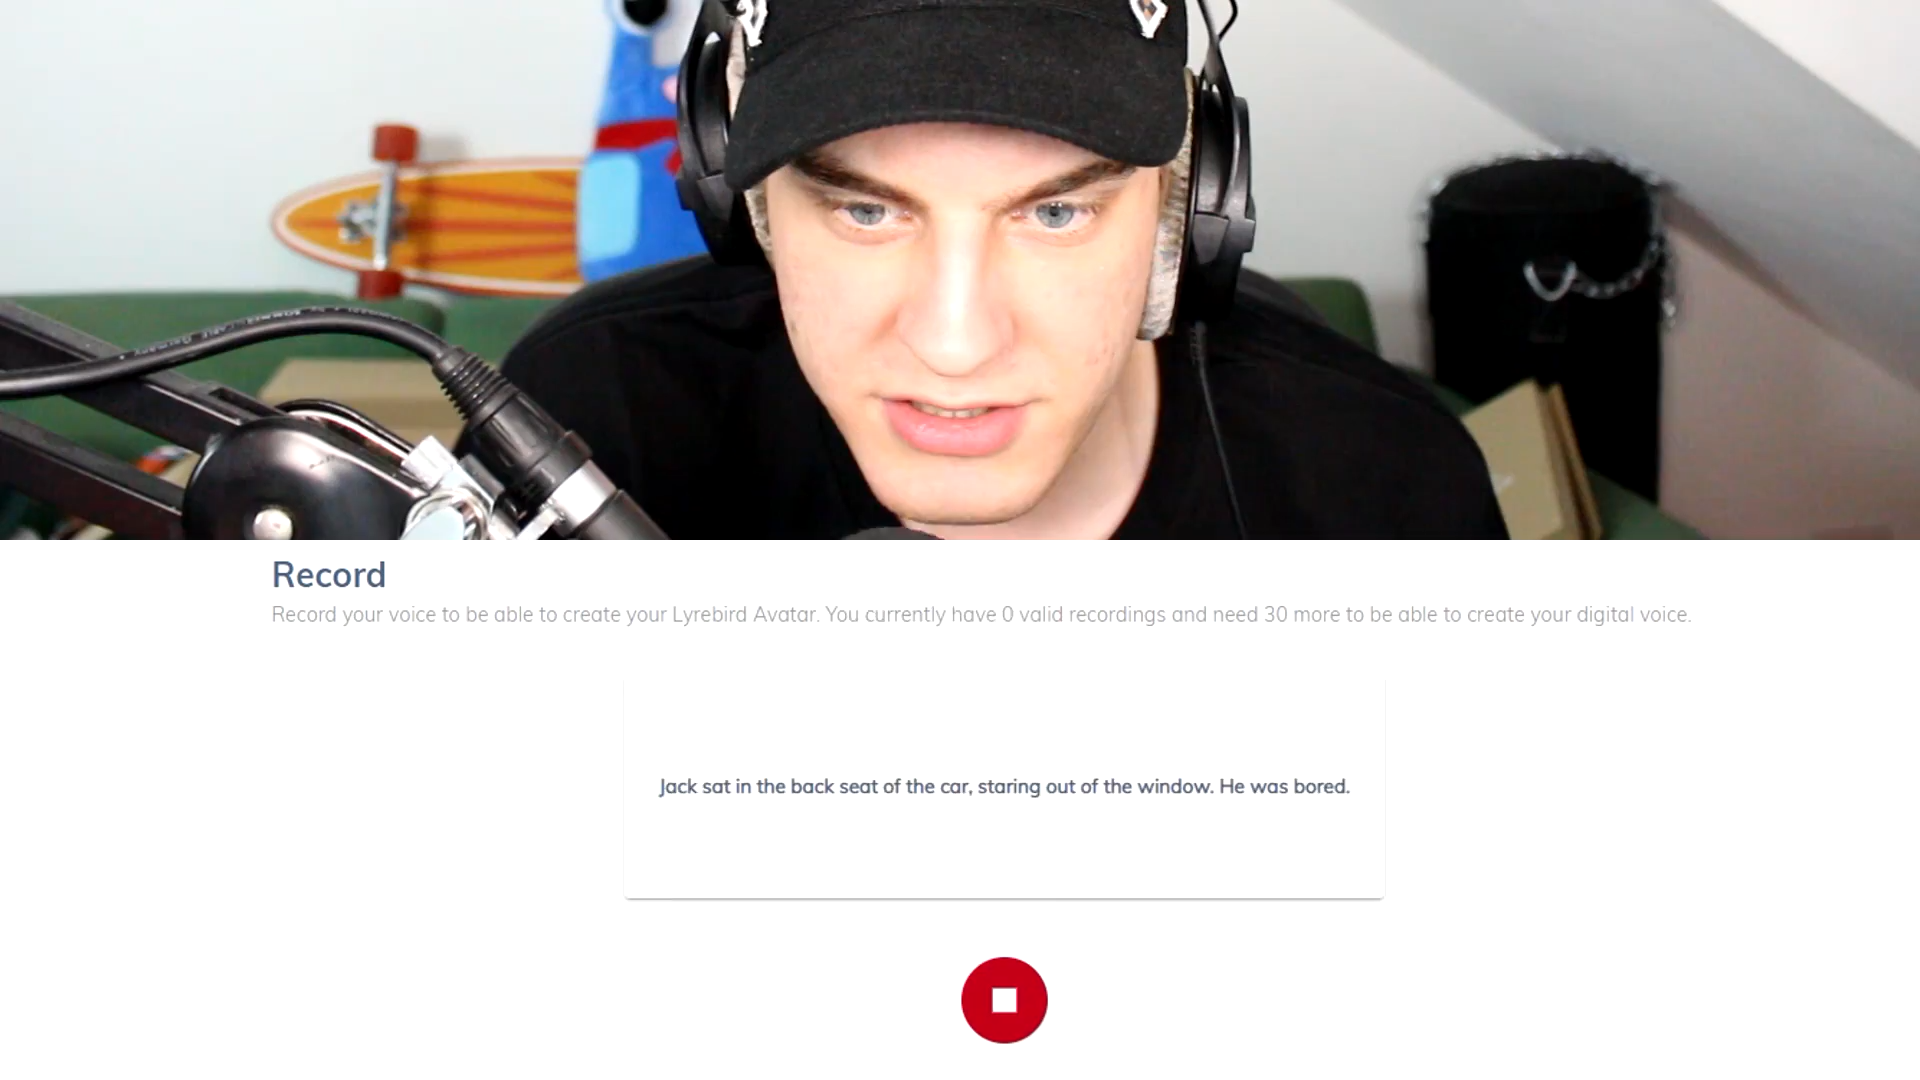 Record
Record your voice to be able to create your Lyrebird Avatar. You currently have 0 valid recordings and need 30 more to be able to create your digital voice.
Jack sat in the back seat of the car, staring out of the window. He was bored.